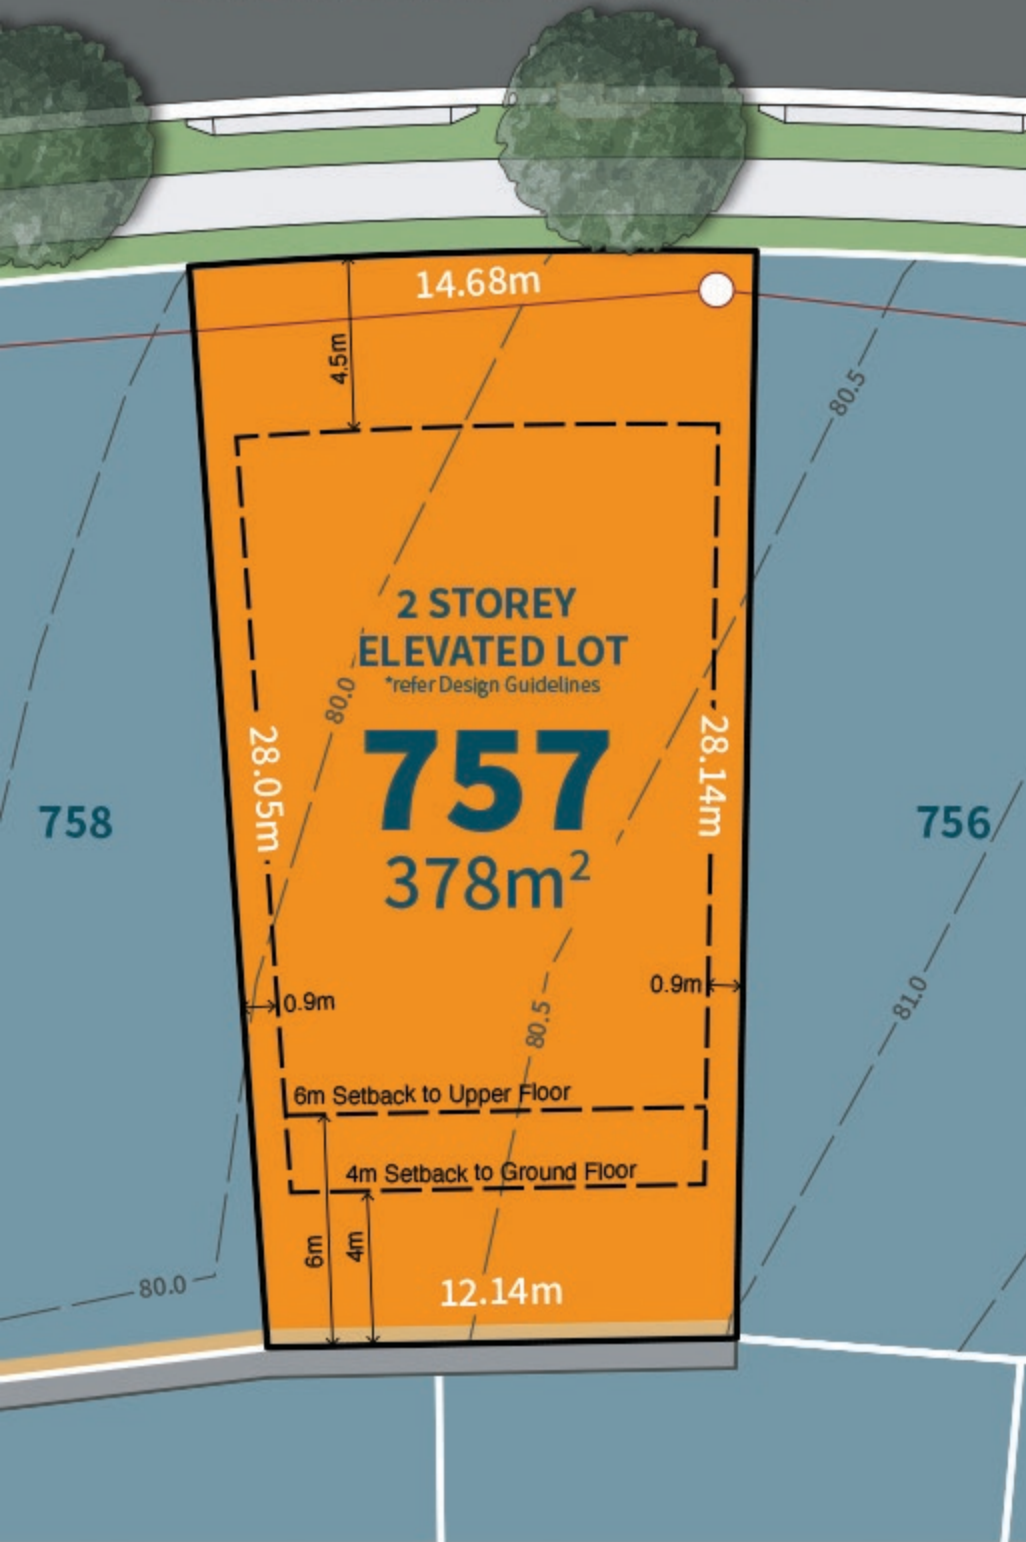 14.68m
4.5m
80.5
2 STOREY
ELEVATED LOT
*refer Design Guidelines
80.0
28.05m
757
28.14m
758
756
378m²
0.9m
0.9m
81.0
80.5
6m Setback to Upper Floor
4m Setback to Ground Floor
6m
4m
80.0
12.14m